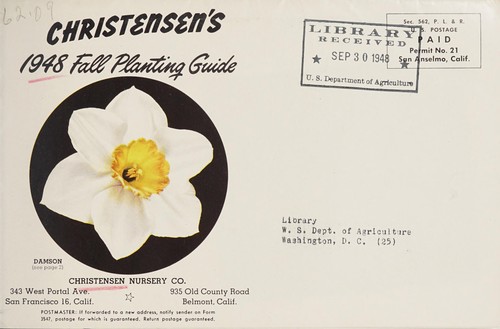 62.09
CHRISTENSEN'S
1948 Fall Planting Guide
LIBRARY
RECEIVED
★ SEP 30 1948 ★
U. S. Department of Agriculture
Sec. 562, P. L. & R.
U. S. POSTAGE
PAID
Permit No. 21
San Anselmo, Calif.
Library
W. S. Dept. of Agriculture
Washington, D. C. (25)
DAMSON
(see page 2)
CHRISTENSEN NURSERY CO.
343 West Portal Ave. 935 Old County Road
San Francisco 16, Calif. ☆ Belmont, Calif.
POSTMASTER: If forwarded to a new address, notify sender on Form
3547, postage for which is guaranteed. Return postage guaranteed.